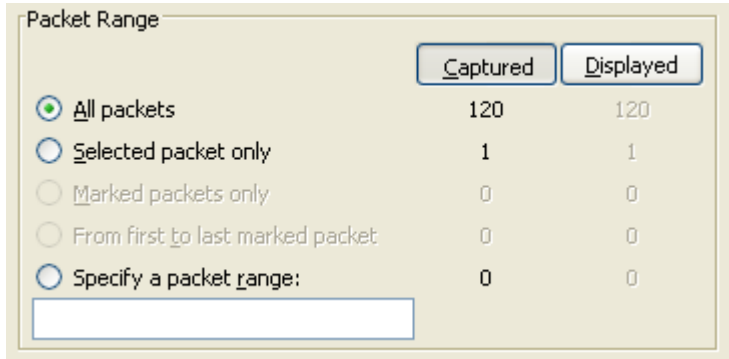 Packet Range
Captured Displayed
All packets 120 120
Selected packet only 1 1
Marked packets only 0 0
From first to last marked packet 0 0
Specify a packet range: 0 0